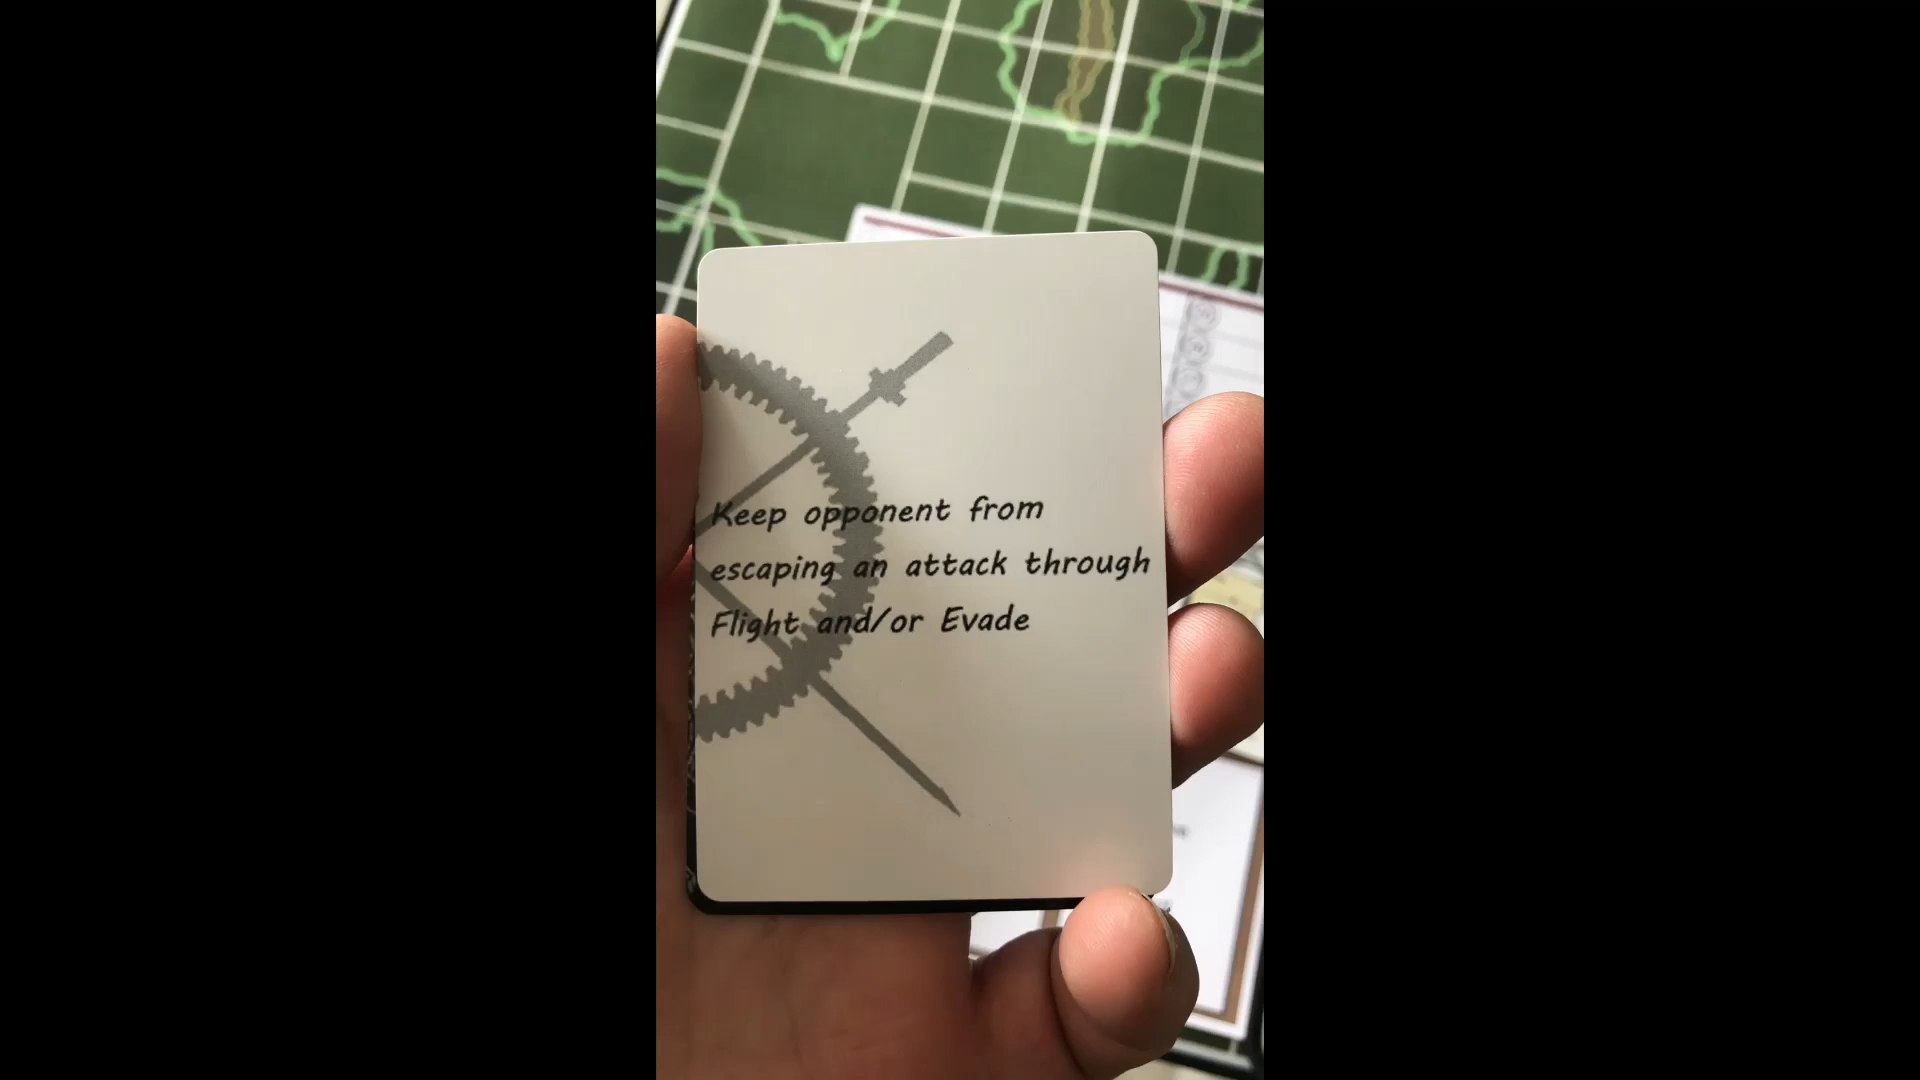 Keep opponent from
escaping an attack through
Flight and/or Evade